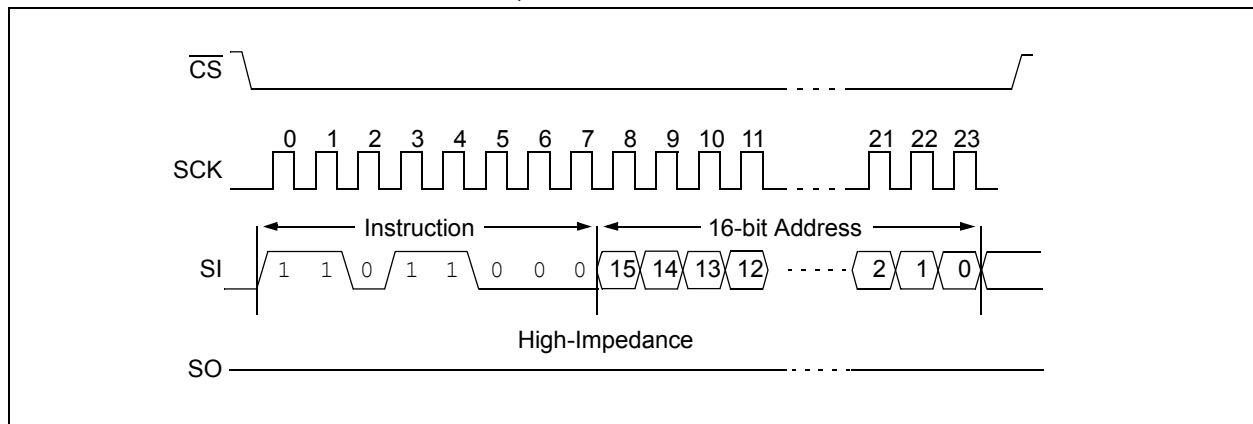 CS
0 1 2 3 4 5 6 7 8 9 10 11 21 22 23
SCK
Instruction 16-bit Address
SI 1 1 0 1 1 0 0 0 15 14 13 12 2 1 0
High-Impedance
SO